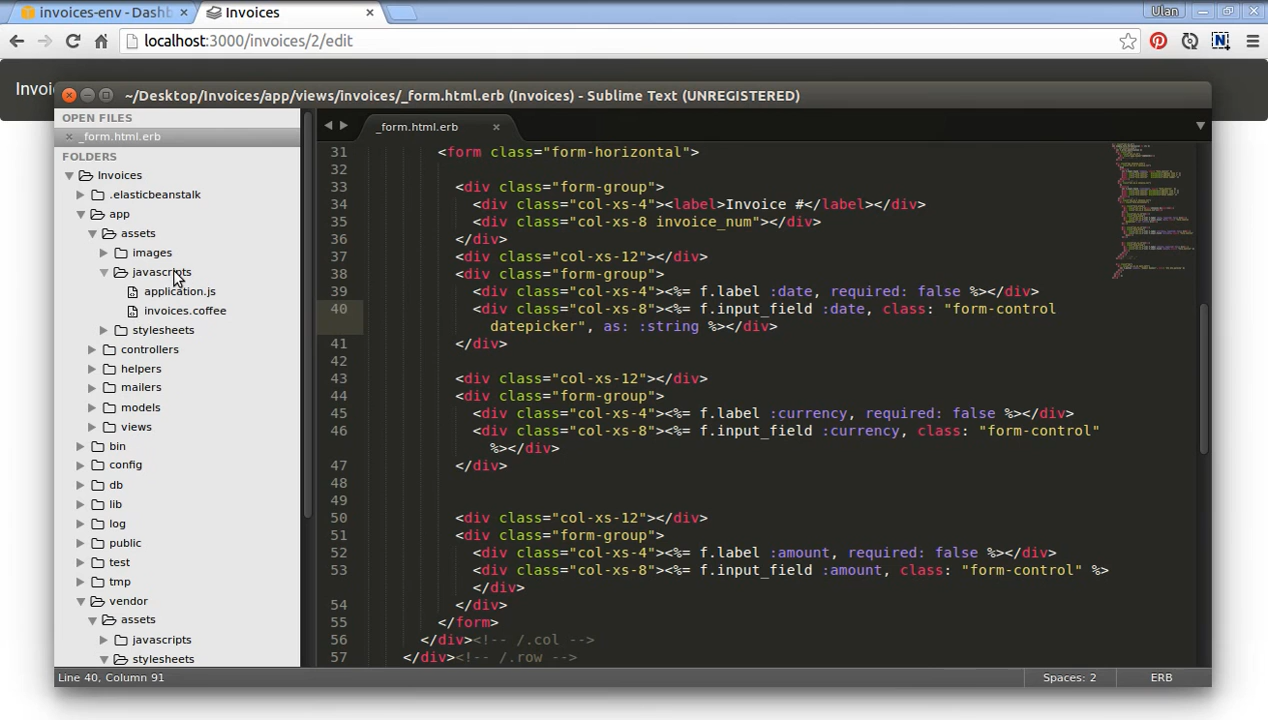 invoices-env - Dashb
Invoices
Ulan
localhost:3000/invoices/2/edit
Invoic
~/Desktop/Invoices/app/views/invoices/_form.html.erb (Invoices) - Sublime Text (UNREGISTERED)
OPEN FILES
_form.html.erb
FOLDERS
Invoices
.elasticbeanstalk
app
assets
images
javascripts
application.js
invoices.coffee
stylesheets
controllers
helpers
mailers
models
views
bin
config
db
lib
log
public
test
tmp
vendor
assets
javascripts
stylesheets
_form.html.erb
31 <form class="form-horizontal">
32
33 <div class="form-group">
34 <div class="col-xs-4"><label>Invoice #</label></div>
35 <div class="col-xs-8 invoice_num"></div>
36 </div>
37 <div class="col-xs-12"></div>
38 <div class="form-group">
39 <div class="col-xs-4"><%= f.label :date, required: false %></div>
40 <div class="col-xs-8"><%= f.input_field :date, class: "form-control
datepicker", as: :string %></div>
41 </div>
42
43 <div class="col-xs-12"></div>
44 <div class="form-group">
45 <div class="col-xs-4"><%= f.label :currency, required: false %></div>
46 <div class="col-xs-8"><%= f.input_field :currency, class: "form-control"
%></div>
47 </div>
48
49
50 <div class="col-xs-12"></div>
51 <div class="form-group">
52 <div class="col-xs-4"><%= f.label :amount, required: false %></div>
53 <div class="col-xs-8"><%= f.input_field :amount, class: "form-control" %>
</div>
54 </div>
55 </form>
56 </div><!-- /.col -->
57 </div><!-- /.row -->
Line 40, Column 91
Spaces: 2
ERB